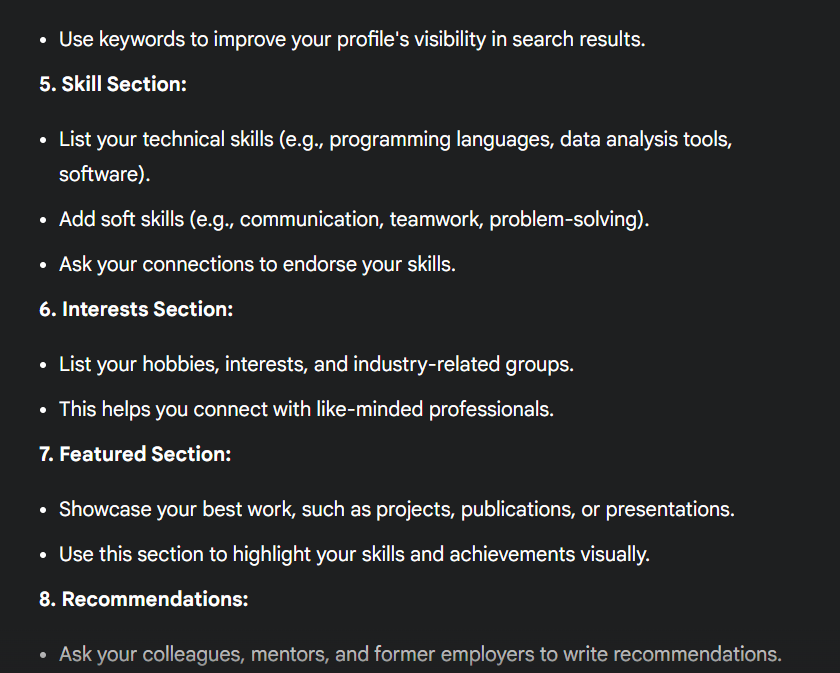 • Use keywords to improve your profile's visibility in search results.
5. Skill Section:
• List your technical skills (e.g., programming languages, data analysis tools,
software).
• Add soft skills (e.g., communication, teamwork, problem-solving).
• Ask your connections to endorse your skills.
6. Interests Section:
• List your hobbies, interests, and industry-related groups.
• This helps you connect with like-minded professionals.
7. Featured Section:
• Showcase your best work, such as projects, publications, or presentations.
• Use this section to highlight your skills and achievements visually.
8. Recommendations:
• Ask your colleagues, mentors, and former employers to write recommendations.